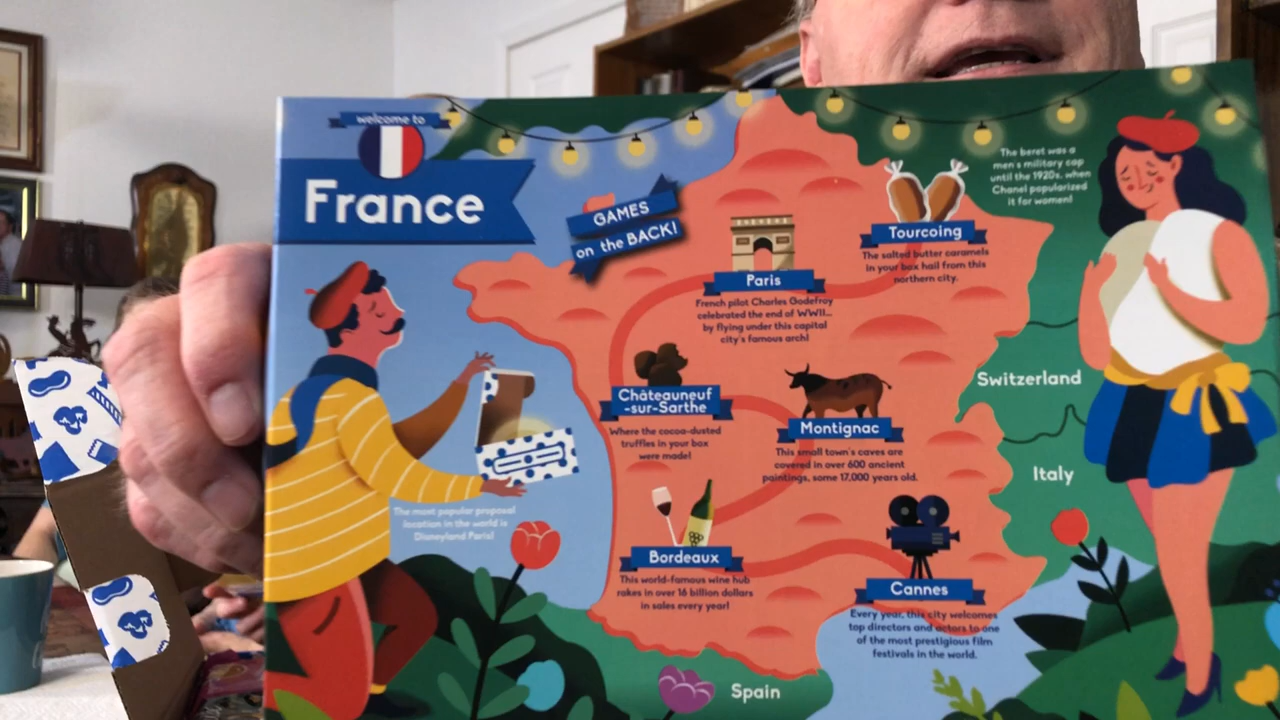 welcome to
France
GAMES
on the BACK!
The beret was a
men's military cap
until the 1920s, when
Chanel popularized
it for women!
Tourcoing
The salted butter caramels
in your box hail from this
northern city.
Paris
French pilot Charles Godefroy
celebrated the end of WWII...
by flying under this capital
city's famous arch!
Châteauneuf
-sur-Sarthe
Where the cocoa-dusted
truffles in your box
were made!
Montignac
This small town's caves are
covered in over 600 ancient
paintings, some 17,000 years old.
Switzerland
Italy
The most popular proposal
location in the world is
Disneyland Paris!
Bordeaux
This world-famous wine hub
rakes in over 16 billion dollars
in sales every year!
Cannes
Every year, this city welcomes
top directors and actors to one
of the most prestigious film
festivals in the world.
Spain